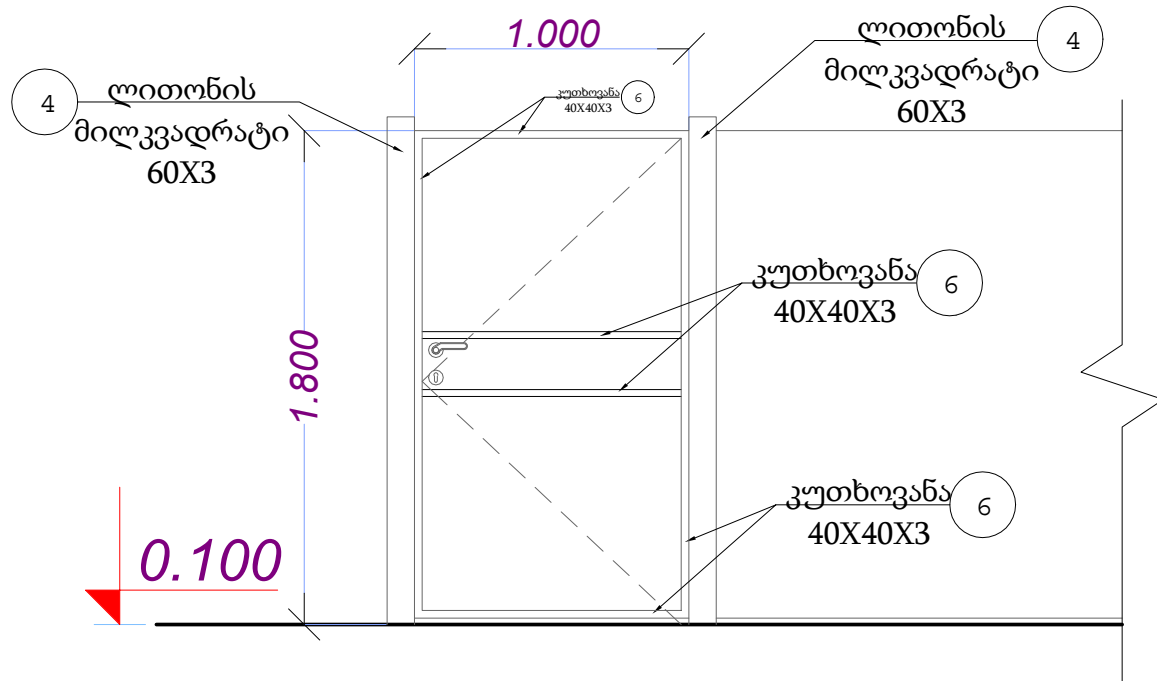 1.000
4
ლითონის
მილკვადრატი
60X3
კუთხოვანა
40X40X3
6
ლითონის
მილკვადრატი
60X3
4
1.800
კუთხოვანა
40X40X3
6
კუთხოვანა
40X40X3
6
0.100